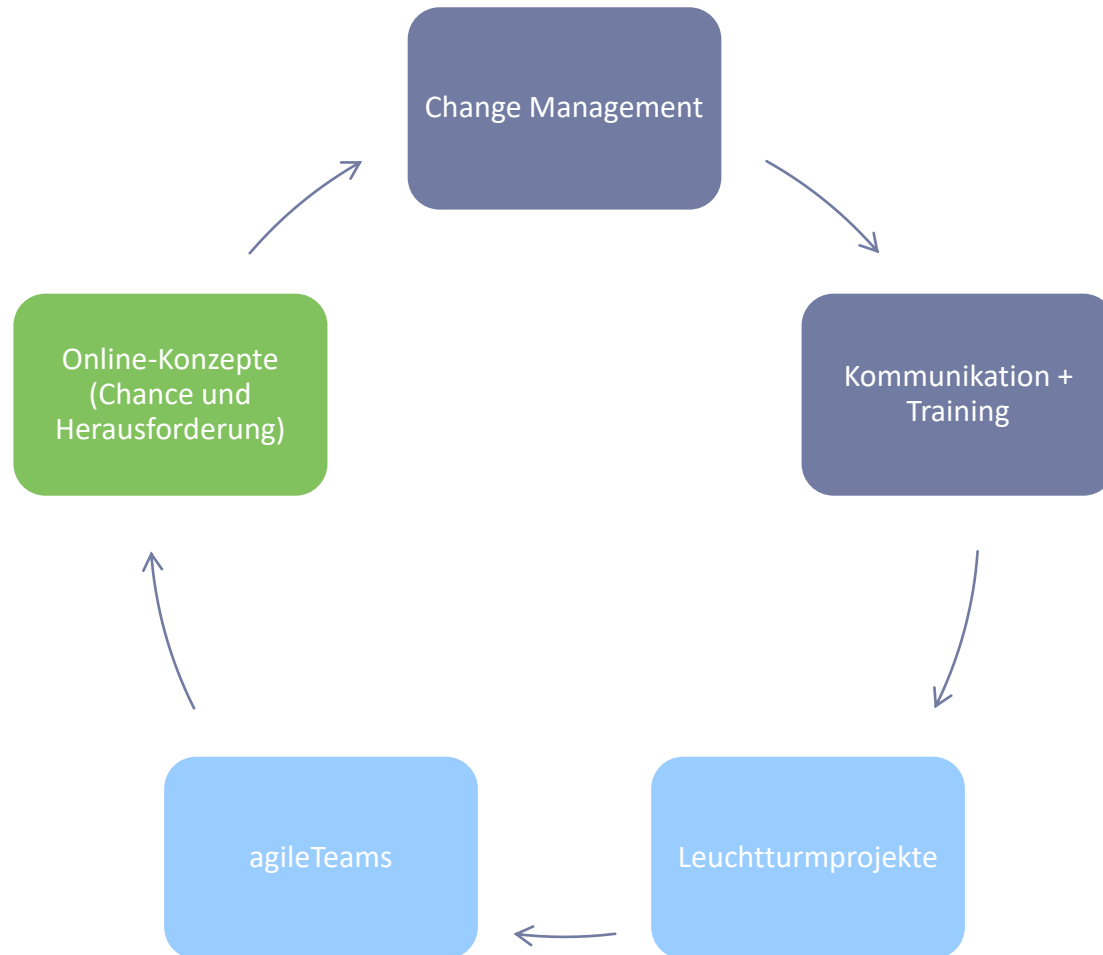 Change Management
Kommunikation +
Training
Leuchtturmprojekte
agileTeams
Online-Konzepte
(Chance und
Herausforderung)